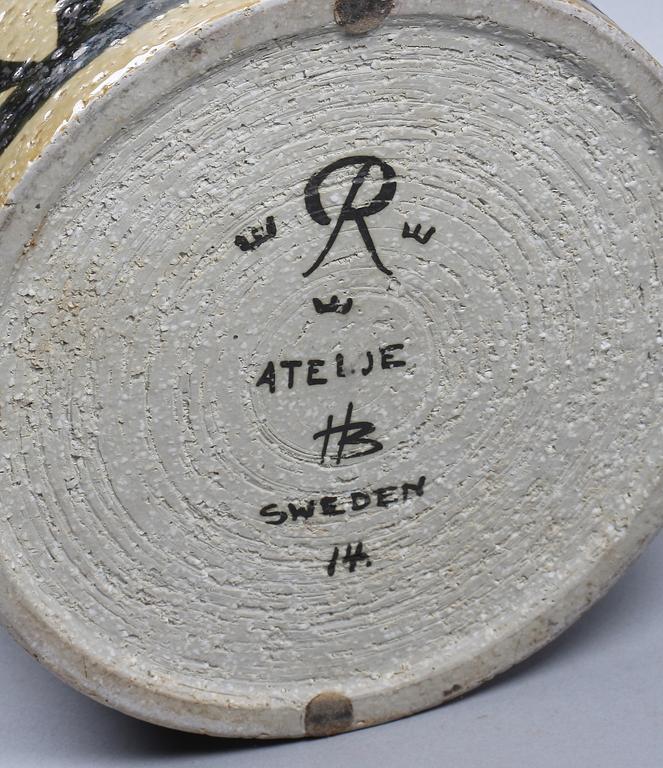 R
ATELJE
HB
SWEDEN
14.